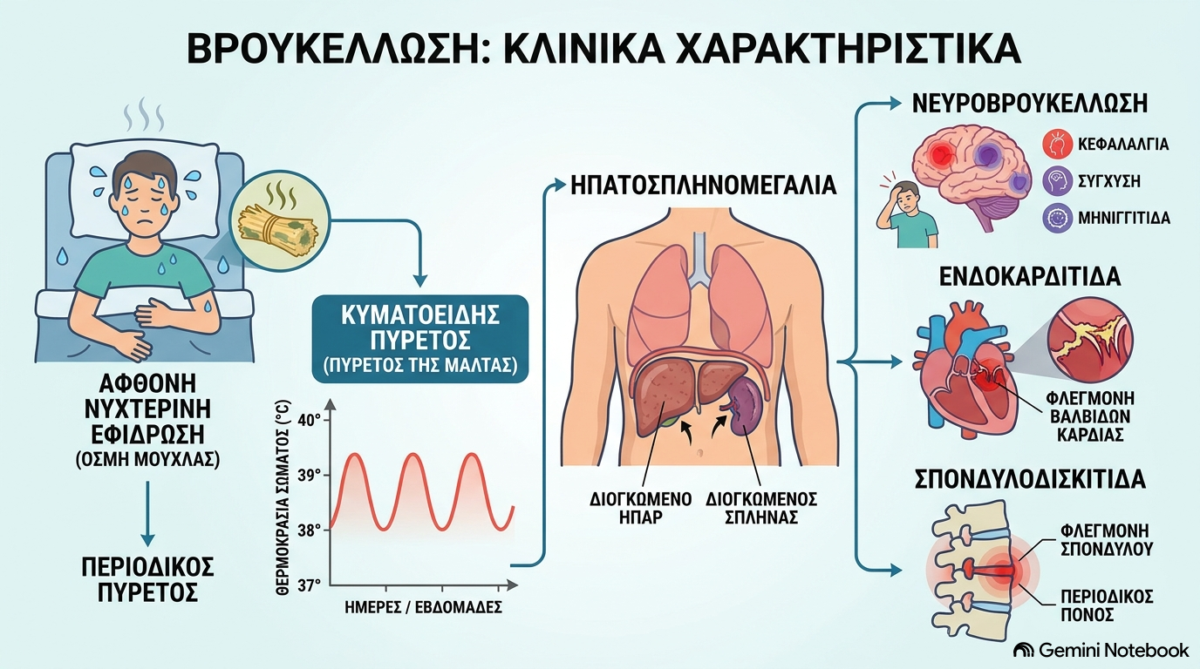 ΒΡΟΥΚΕΛΛΩΣΗ: ΚΛΙΝΙΚΑ ΧΑΡΑΚΤΗΡΙΣΤΙΚΑ
ΑΦΘΟΝΗ
ΝΥΧΤΕΡΙΝΗ
ΕΦΙΔΡΩΣΗ
(ΟΣΜΗ ΜΟΥΧΛΑΣ)
ΠΕΡΙΟΔΙΚΟΣ
ΠΥΡΕΤΟΣ
ΚΥΜΑΤΟΕΙΔΗΣ
ΠΥΡΕΤΟΣ
(ΠΥΡΕΤΟΣ ΤΗΣ ΜΑΛΤΑΣ)
ΘΕΡΜΟΚΡΑΣΙΑ ΣΩΜΑΤΟΣ (°C)
40°
39°
38°
37°
ΗΜΕΡΕΣ / ΕΒΔΟΜΑΔΕΣ
ΗΠΑΤΟΣΠΛΗΝΟΜΕΓΑΛΙΑ
ΔΙΟΓΚΩΜΕΝΟ
ΗΠΑΡ
ΔΙΟΓΚΩΜΕΝΟΣ
ΣΠΛΗΝΑΣ
ΝΕΥΡΟΒΡΟΥΚΕΛΛΩΣΗ
ΚΕΦΑΛΑΛΓΙΑ
ΣΥΓΧΥΣΗ
ΜΗΝΙΓΓΙΤΙΔΑ
ΕΝΔΟΚΑΡΔΙΤΙΔΑ
ΦΛΕΓΜΟΝΗ
ΒΑΛΒΙΔΩΝ
ΚΑΡΔΙΑΣ
ΣΠΟΝΔΥΛΟΔΙΣΚΙΤΙΔΑ
ΦΛΕΓΜΟΝΗ
ΣΠΟΝΔΥΛΟΥ
ΠΕΡΙΟΔΙΚΟΣ
ΠΟΝΟΣ
Gemini Notebook